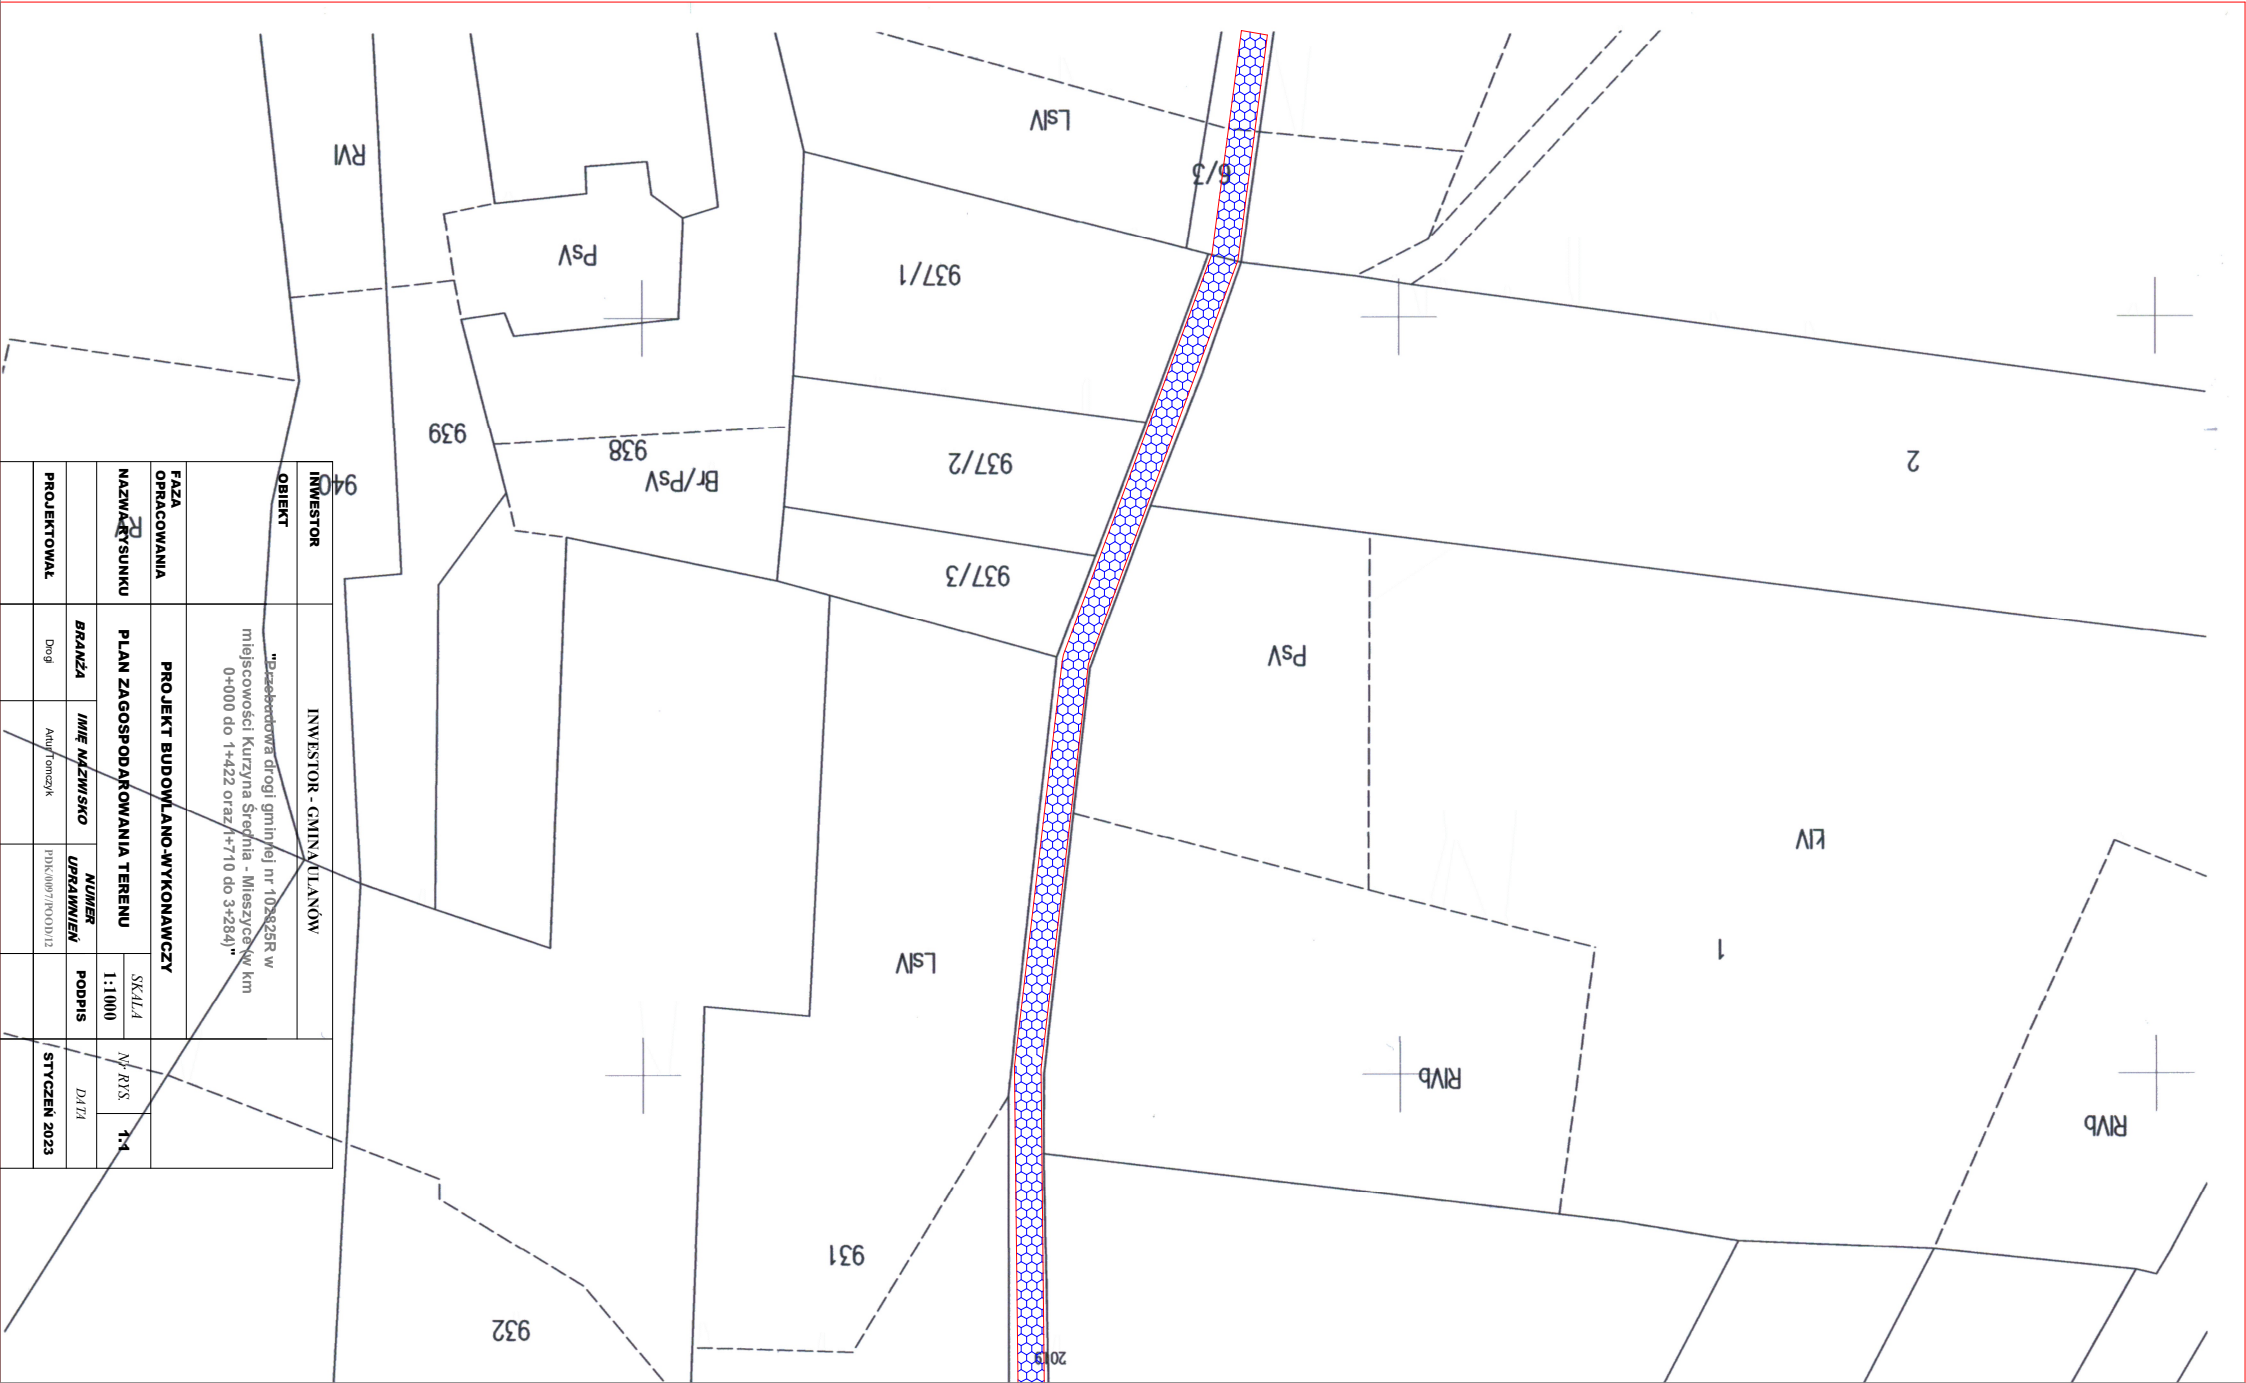 INWESTOR
INWESTOR - GMINA ULANÓW
OBIEKT
"Przebudowa drogi gminnej nr 102825R w
miejscowości Kurzyna Średnia - Mieszyce (w km
0+000 do 1+422 oraz 1+710 do 3+284)"
FAZA
OPRACOWANIA
PROJEKT BUDOWLANO-WYKONAWCZY
NAZWA RYSUNKU
PLAN ZAGOSPODAROWANIA TERENU
SKALA
1:1000
Nr RYS.
1.1
BRANŻA
IMIĘ NAZWISKO
NUMER
UPRAWNIEŃ
PODPIS
DATA
PROJEKTOWAŁ
Drogi
Artur Tomczyk
PDK/0097/POOD/12
STYCZEŃ 2023
RVI
LsIV
6/3
PsV
937/1
939
938
Br/PsV
937/2
2
940
RV
937/3
PsV
ŁIV
1
LsIV
RIVb
RIVb
931
932